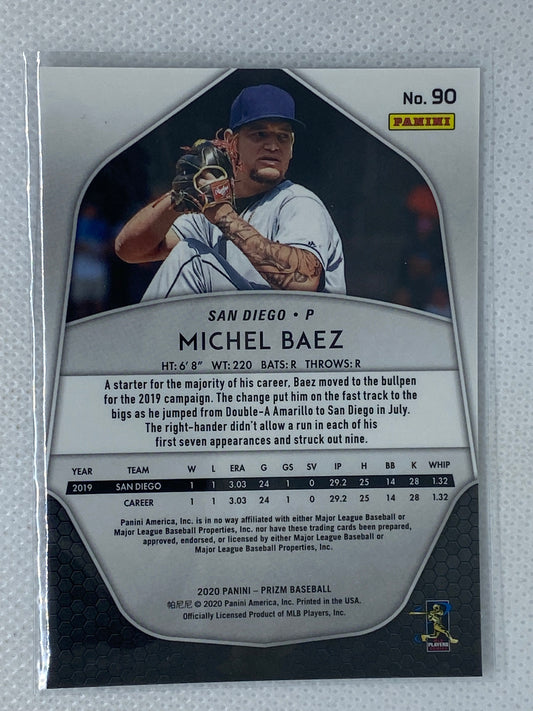 No. 90
PANINI
SAN DIEGO • P
MICHEL BAEZ
HT: 6' 8" WT: 220 BATS: R THROWS: R
A starter for the majority of his career, Baez moved to the bullpen
for the 2019 campaign. The change put him on the fast track to the
bigs as he jumped from Double-A Amarillo to San Diego in July.
The right-hander didn't allow a run in each of his
first seven appearances and struck out nine.
YEAR TEAM W L ERA G GS SV IP H BB K WHIP
2019 SAN DIEGO 1 1 3.03 24 1 0 29.2 25 14 28 1.32
CAREER 1 1 3.03 24 1 0 29.2 25 14 28 1.32
Panini America, Inc. is in no way affiliated with either Major League Baseball or
Major League Baseball Properties, Inc. nor have these trading cards been prepared,
approved, endorsed, or licensed by either Major League Baseball or
Major League Baseball Properties, Inc.
2020 PANINI – PRIZM BASEBALL
帕尼尼 © 2020 Panini America, Inc. Printed in the USA.
Officially Licensed Product of MLB Players, Inc.
PLAYERS